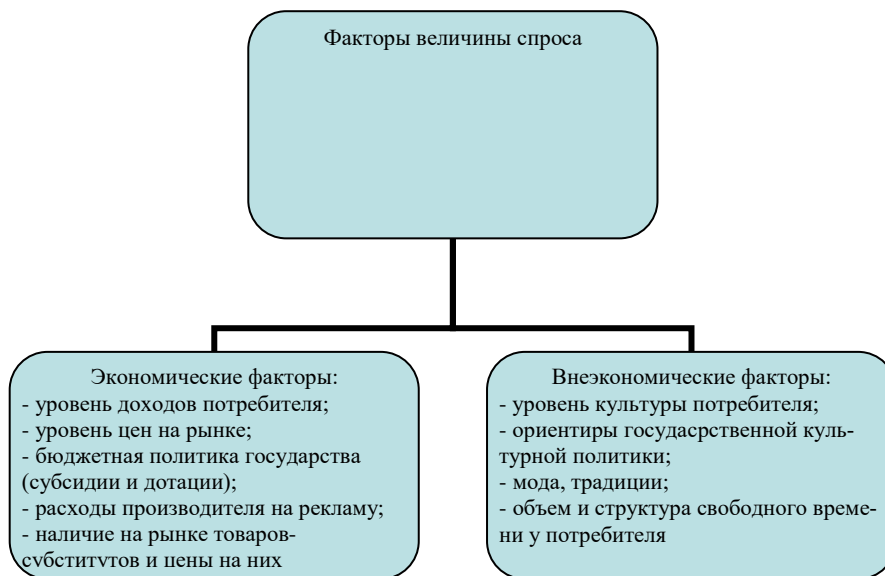 Факторы величины спроса
Экономические факторы:
- уровень доходов потребителя;
- уровень цен на рынке;
- бюджетная политика государства
(субсидии и дотации);
- расходы производителя на рекламу;
- наличие на рынке товаров-
субститутов и цены на них
Внеэкономические факторы:
- уровень культуры потребителя;
- ориентиры государственной куль-
турной политики;
- мода, традиции;
- объем и структура свободного време-
ни у потребителя